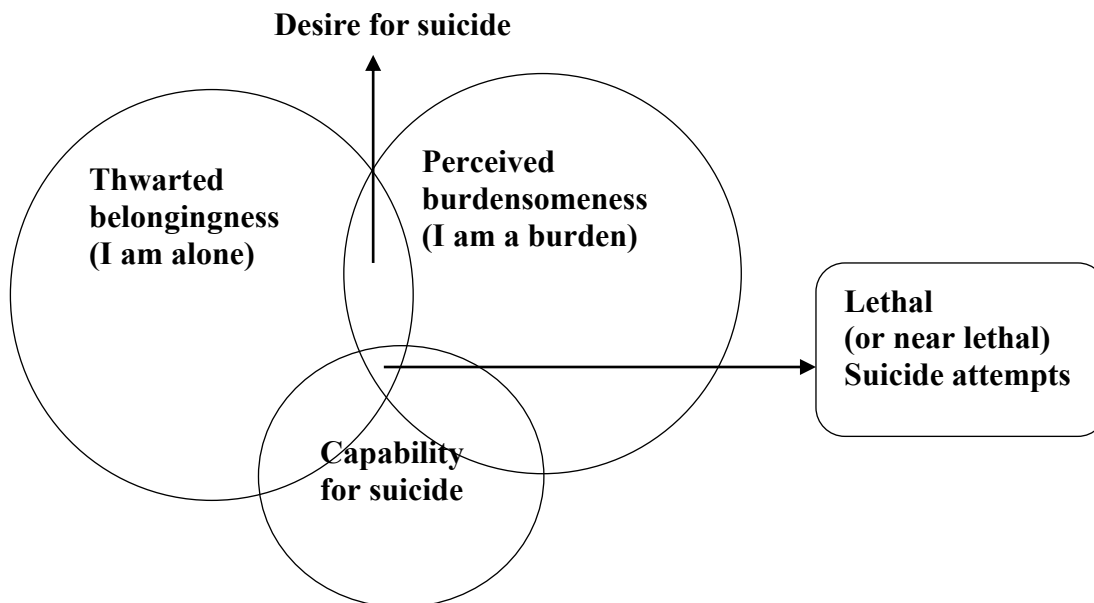 Desire for suicide
Thwarted
belongingness
(I am alone)
Perceived
burdensomeness
(I am a burden)
Lethal
(or near lethal)
Suicide attempts
Capability
for suicide